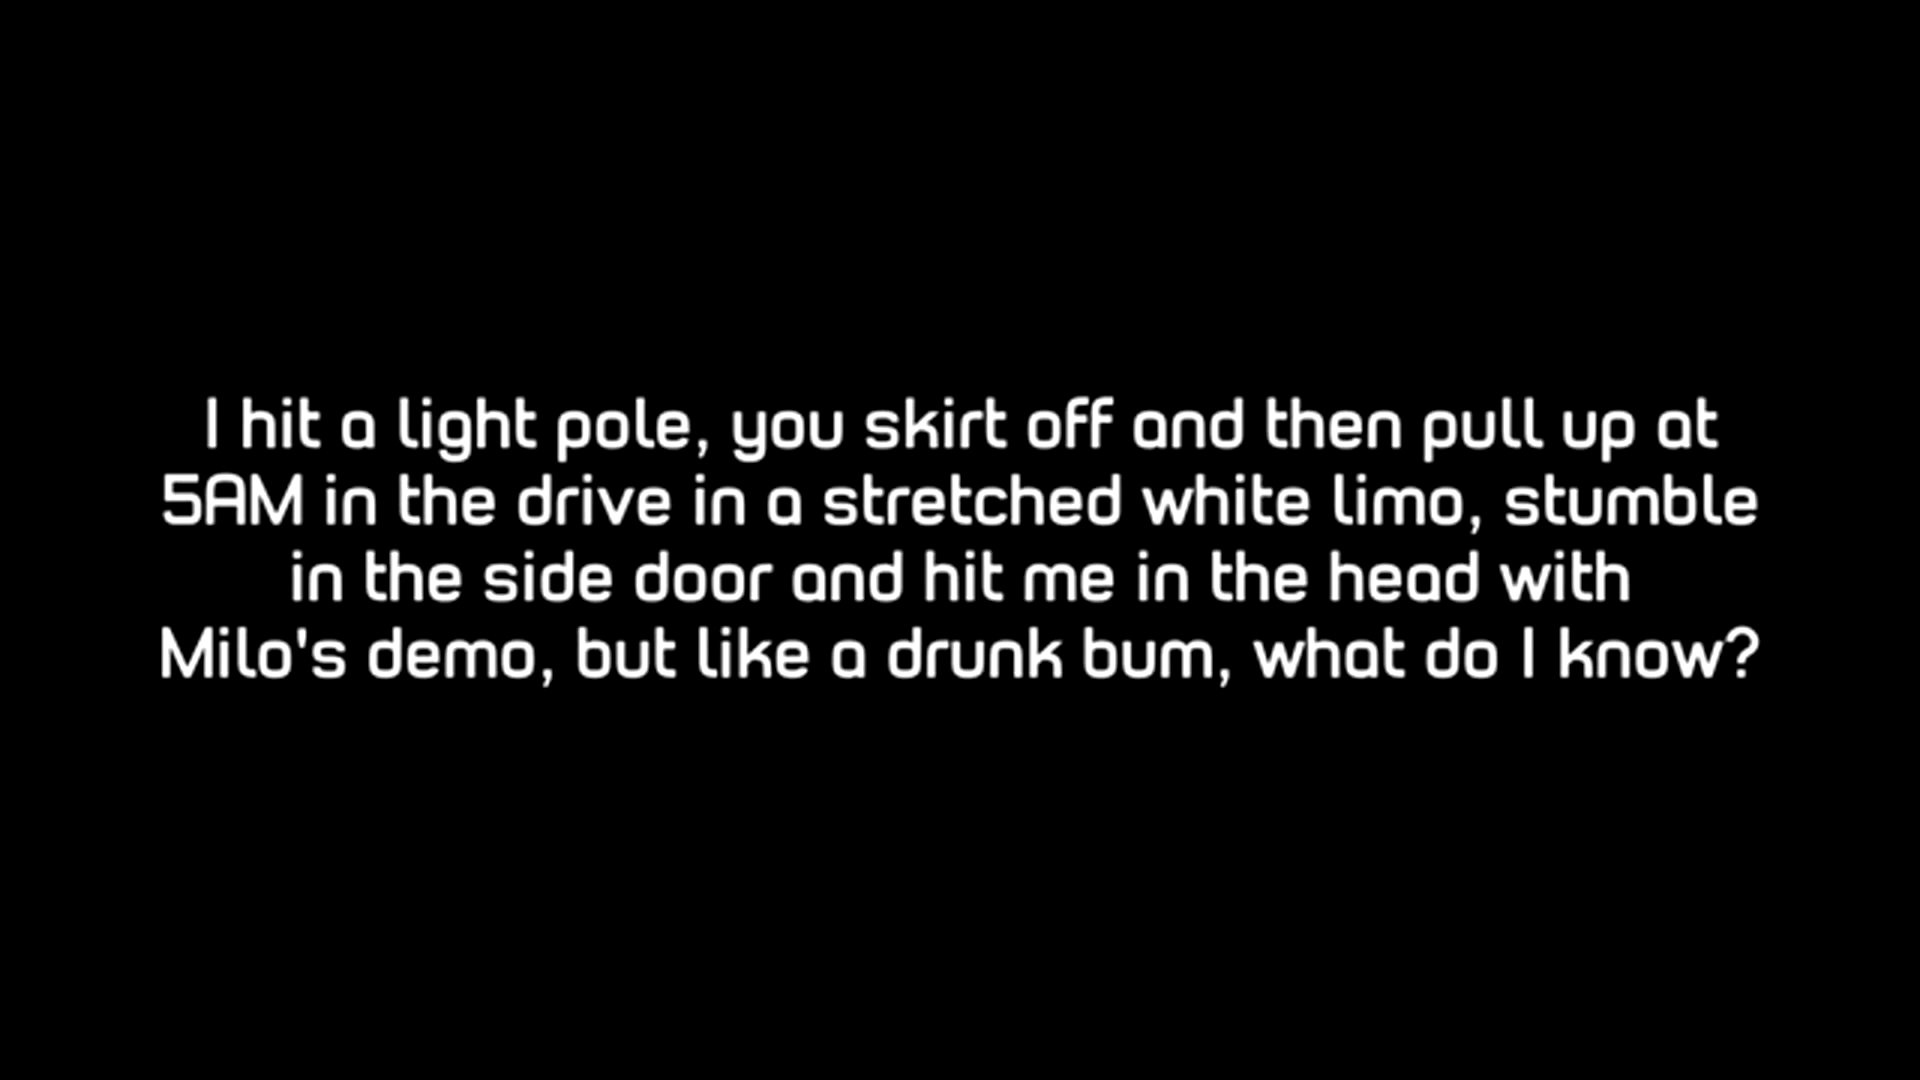 I hit a light pole, you skirt off and then pull up at
5AM in the drive in a stretched white limo, stumble
in the side door and hit me in the head with
Milo's demo, but like a drunk bum, what do I know?